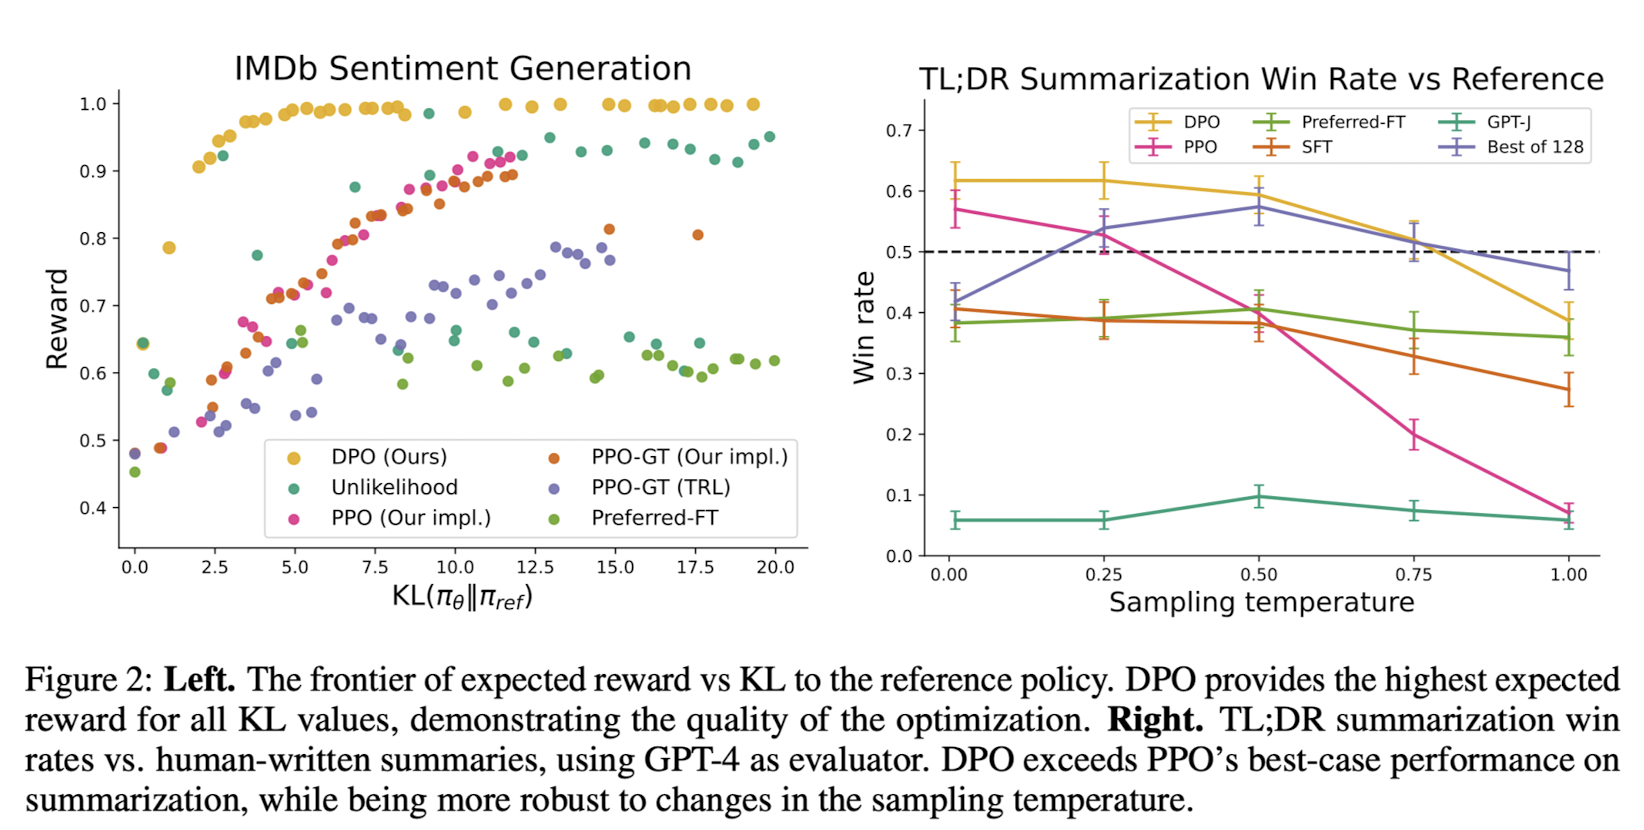 IMDb Sentiment Generation
Reward
1.0
0.9
0.8
0.7
0.6
0.5
0.4
DPO (Ours)
Unlikelihood
PPO (Our impl.)
PPO-GT (Our impl.)
PPO-GT (TRL)
Preferred-FT
0.0 2.5 5.0 7.5 10.0 12.5 15.0 17.5 20.0
KL(πθ‖πref)
TL;DR Summarization Win Rate vs Reference
Win rate
0.7
0.6
0.5
0.4
0.3
0.2
0.1
0.0
DPO
PPO
Preferred-FT
SFT
GPT-J
Best of 128
0.00 0.25 0.50 0.75 1.00
Sampling temperature
Figure 2: Left. The frontier of expected reward vs KL to the reference policy. DPO provides the highest expected
reward for all KL values, demonstrating the quality of the optimization. Right. TL;DR summarization win
rates vs. human-written summaries, using GPT-4 as evaluator. DPO exceeds PPO's best-case performance on
summarization, while being more robust to changes in the sampling temperature.